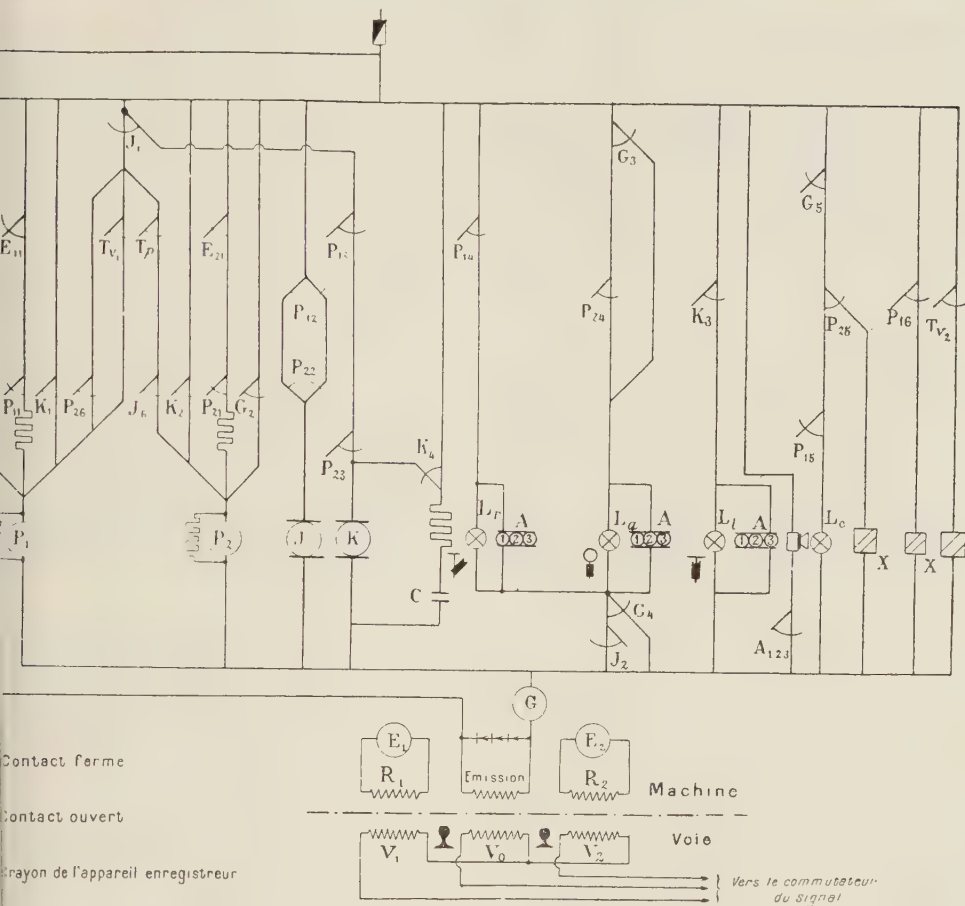 J₁
G₃
E₁₁ Tv₁ Tp E₂₁ P₁₃ P₁₄ G₅
P₁₂ P₂₄ K₃ P₂₅ P₁₆ Tv₂
P₂₂
P₁₁ K₁ P₂₆ J₆ K₂ P₂₁ G₂ P₂₃ K₄ P₁₅
P₁ P₂ J K Lr A ①②③ La A ①②③ Ll A ①②③ Lc X X
C G₄
J₂ A₁₂₃
G
E₁ E₂
Contact fermé
R₁ Emission R₂ Machine
Contact ouvert
Voie
V₁ V₀ V₂
Crayon de l'appareil enregistreur
Vers le commutateur
du signal